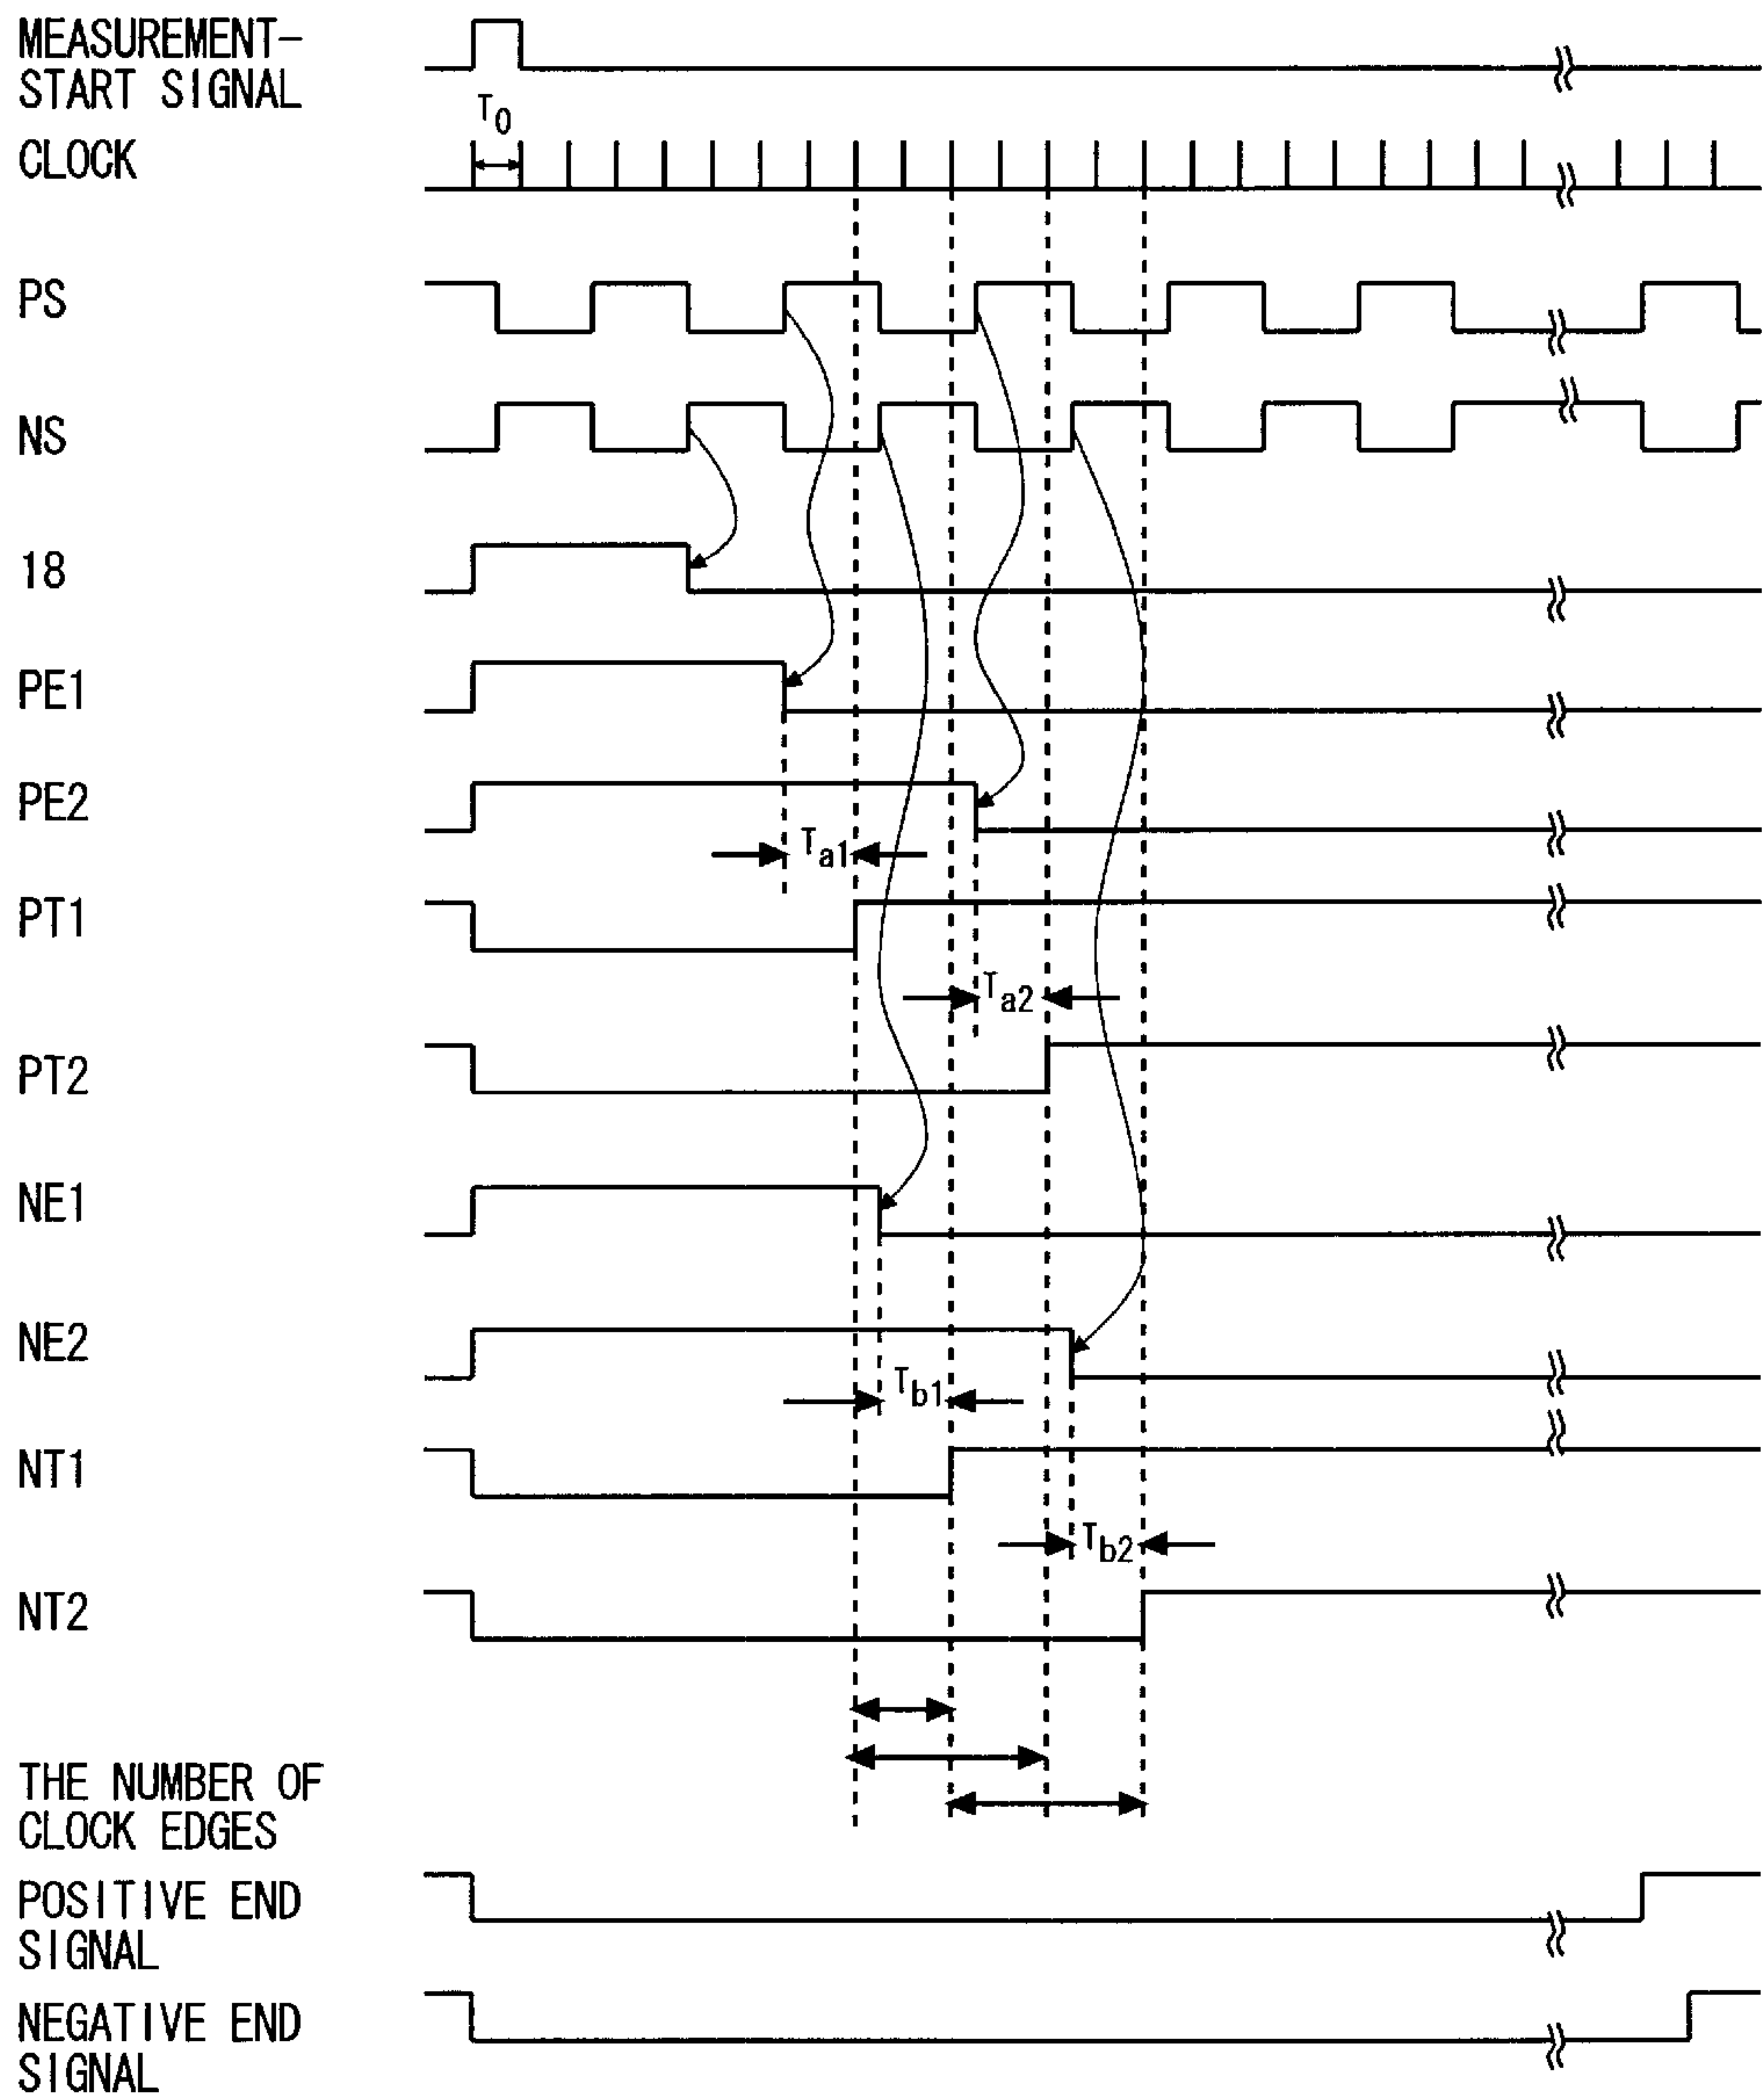 MEASUREMENT-
START SIGNAL
T0
CLOCK
PS
NS
18
PE1
PE2
Ta1
PT1
Ta2
PT2
NE1
NE2
Tb1
NT1
Tb2
NT2
THE NUMBER OF
CLOCK EDGES
POSITIVE END
SIGNAL
NEGATIVE END
SIGNAL